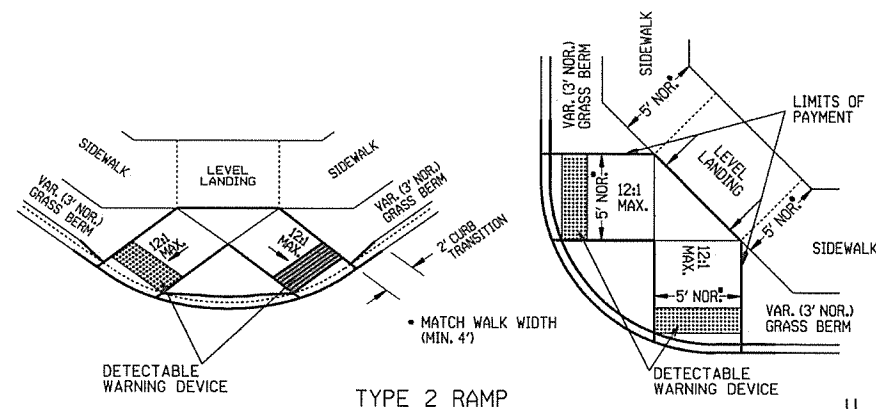 SIDEWALK
LEVEL
LANDING
SIDEWALK
VAR. (3' NOR.)
GRASS BERM
VAR. (3' NOR.)
GRASS BERM
12:1
MAX.
12:1
MAX.
2' CURB
TRANSITION
• MATCH WALK WIDTH
(MIN. 4')
DETECTABLE
WARNING DEVICE
VAR. (3' NOR.)
GRASS BERM
SIDEWALK
5' NOR.•
LIMITS OF
PAYMENT
5' NOR.•
12:1
MAX.
LEVEL
LANDING
5' NOR.•
SIDEWALK
12:1
MAX.
5' NOR.•
VAR. (3' NOR.)
GRASS BERM
DETECTABLE
WARNING DEVICE
TYPE 2 RAMP